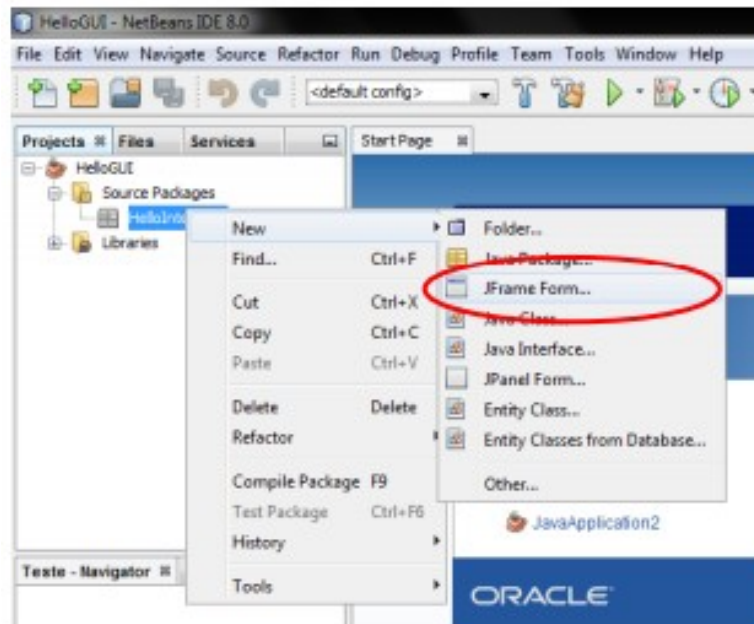 HelloGUI - NetBeans IDE 8.0
File Edit View Navigate Source Refactor Run Debug Profile Team Tools Window Help
<default config>
Projects Files Services
Start Page
HelloGUI
Source Packages
Libraries
New
Find... Ctrl+F
Cut Ctrl+X
Copy Ctrl+C
Paste Ctrl+V
Delete Delete
Refactor
Compile Package F9
Test Package Ctrl+F6
History
Tools
Folder...
Java Package...
JFrame Form...
Java Class...
Java Interface...
JPanel Form...
Entity Class...
Entity Classes from Database...
Other...
JavaApplication2
Teste - Navigator
ORACLE